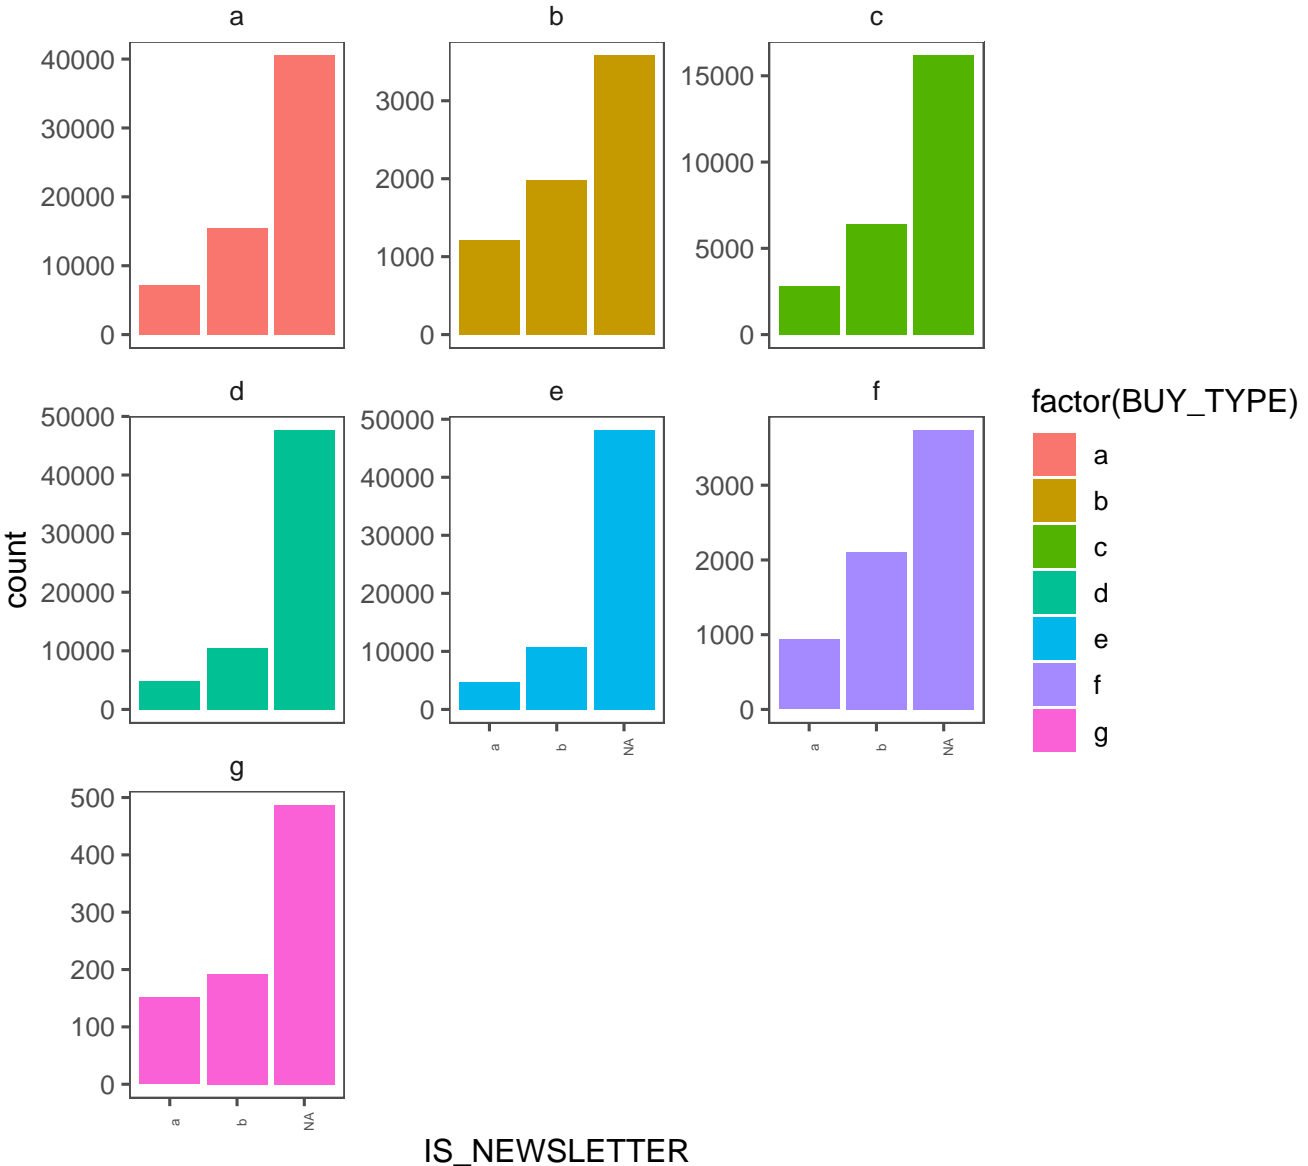 a
b
c
40000
30000
20000
10000
0
3000
2000
1000
0
15000
10000
5000
0
d
e
f
50000
40000
30000
20000
10000
0
50000
40000
30000
20000
10000
0
a
b
NA
3000
2000
1000
0
a
b
NA
g
500
400
300
200
100
0
a
b
NA
count
IS_NEWSLETTER
factor(BUY_TYPE)
a
b
c
d
e
f
g